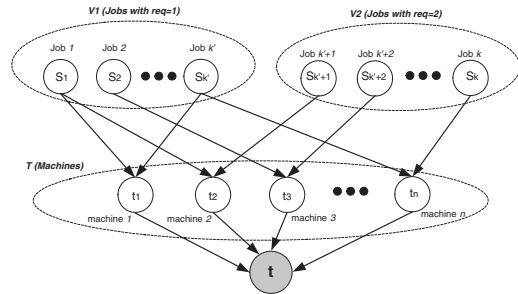 V1 (Jobs with req=1) V2 (Jobs with req=2)
Job 1 Job 2 Job k' Job k'+1 Job k'+2 Job k
S1 S2 Sk' Sk'+1 Sk'+2 Sk
T (Machines)
t1 t2 t3 tn
machine 1 machine 2 machine 3 machine n
t